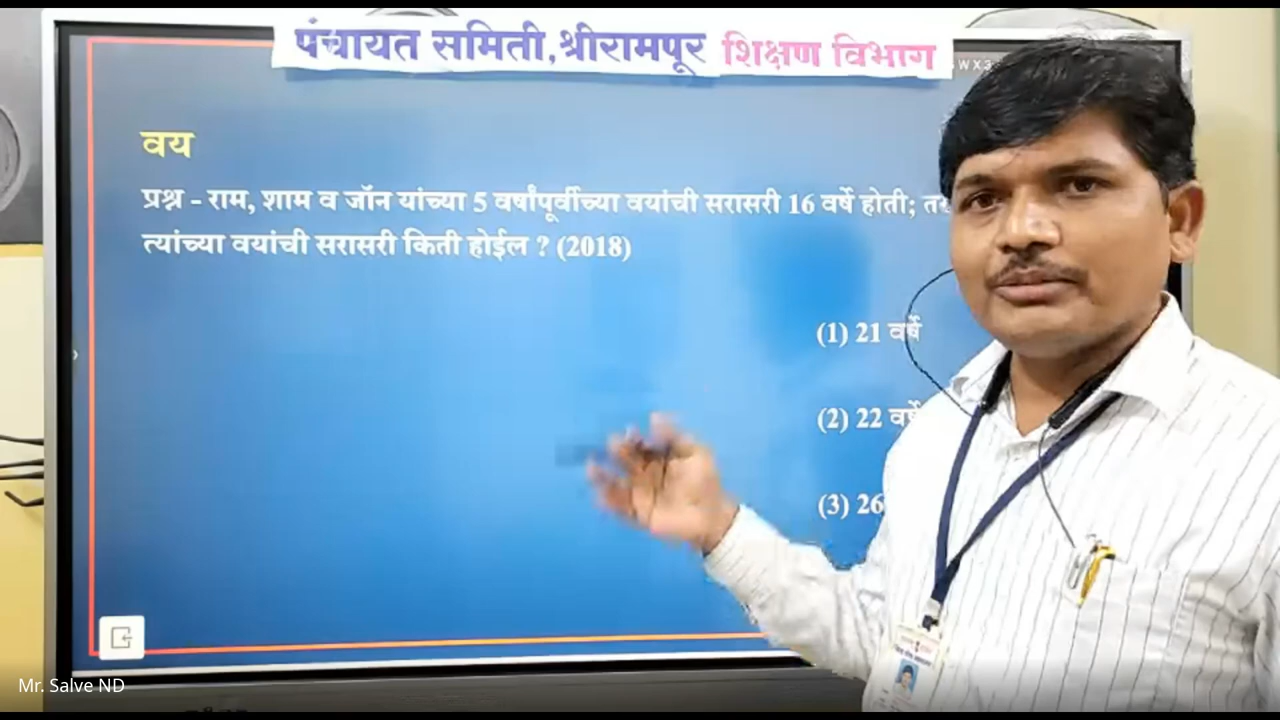 पंचायत समिती,श्रीरामपूर शिक्षण विभाग
वय
प्रश्न - राम, शाम व जॉन यांच्या 5 वर्षांपूर्वीच्या वयांची सरासरी 16 वर्षे होती;
त्यांच्या वयांची सरासरी किती होईल ? (2018)
(1) 21 वर्षे
(2) 22 वर्षे
(3) 26
Mr. Salve ND